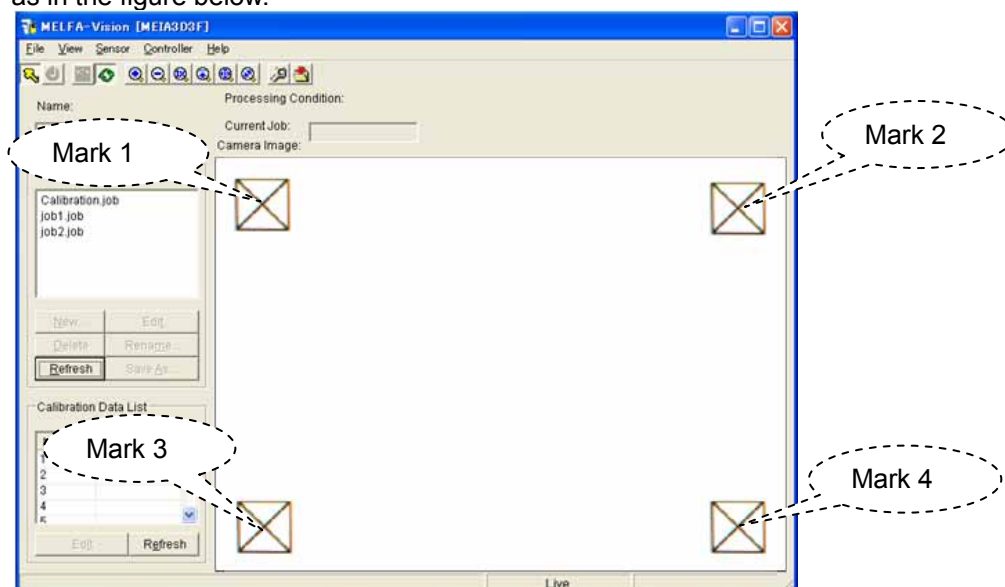 as in the figure below.
MELFA-Vision [MEIA3D3F]
File View Sensor Controller Help
Name:
Processing Condition:
Current Job:
Camera Image:
Mark 1
Mark 2
Calibration.job
job1.job
job2.job
New...
Edit
Delete
Rename...
Refresh
Save As...
Calibration Data List
Mark 3
1
2
3
4
Mark 4
Edit
Refresh
Live